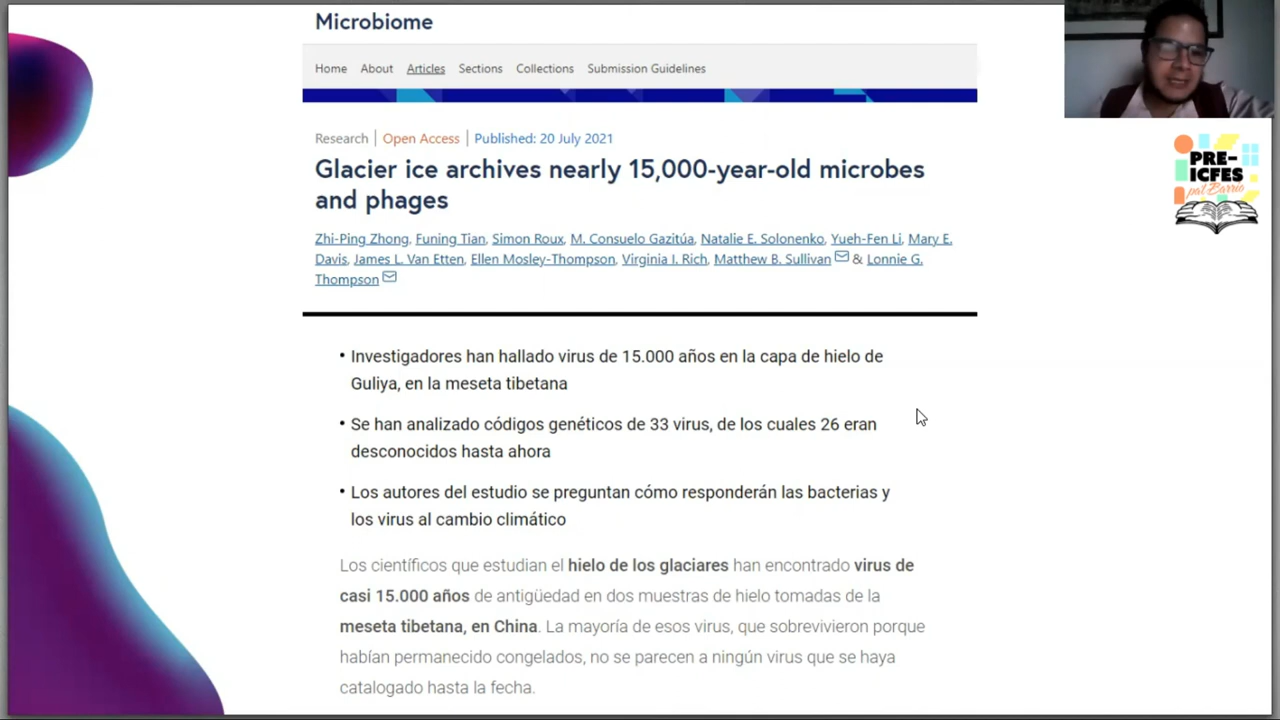 Microbiome
Home About Articles Sections Collections Submission Guidelines
Research | Open Access | Published: 20 July 2021
Glacier ice archives nearly 15,000-year-old microbes
and phages
Zhi-Ping Zhong, Funing Tian, Simon Roux, M. Consuelo Gazitúa, Natalie E. Solonenko, Yueh-Fen Li, Mary E.
Davis, James L. Van Etten, Ellen Mosley-Thompson, Virginia I. Rich, Matthew B. Sullivan & Lonnie G.
Thompson
• Investigadores han hallado virus de 15.000 años en la capa de hielo de
Guliya, en la meseta tibetana
• Se han analizado códigos genéticos de 33 virus, de los cuales 26 eran
desconocidos hasta ahora
• Los autores del estudio se preguntan cómo responderán las bacterias y
los virus al cambio climático
Los científicos que estudian el hielo de los glaciares han encontrado virus de
casi 15.000 años de antigüedad en dos muestras de hielo tomadas de la
meseta tibetana, en China. La mayoría de esos virus, que sobrevivieron porque
habían permanecido congelados, no se parecen a ningún virus que se haya
catalogado hasta la fecha.
PRE-
ICFES
pal Barrio